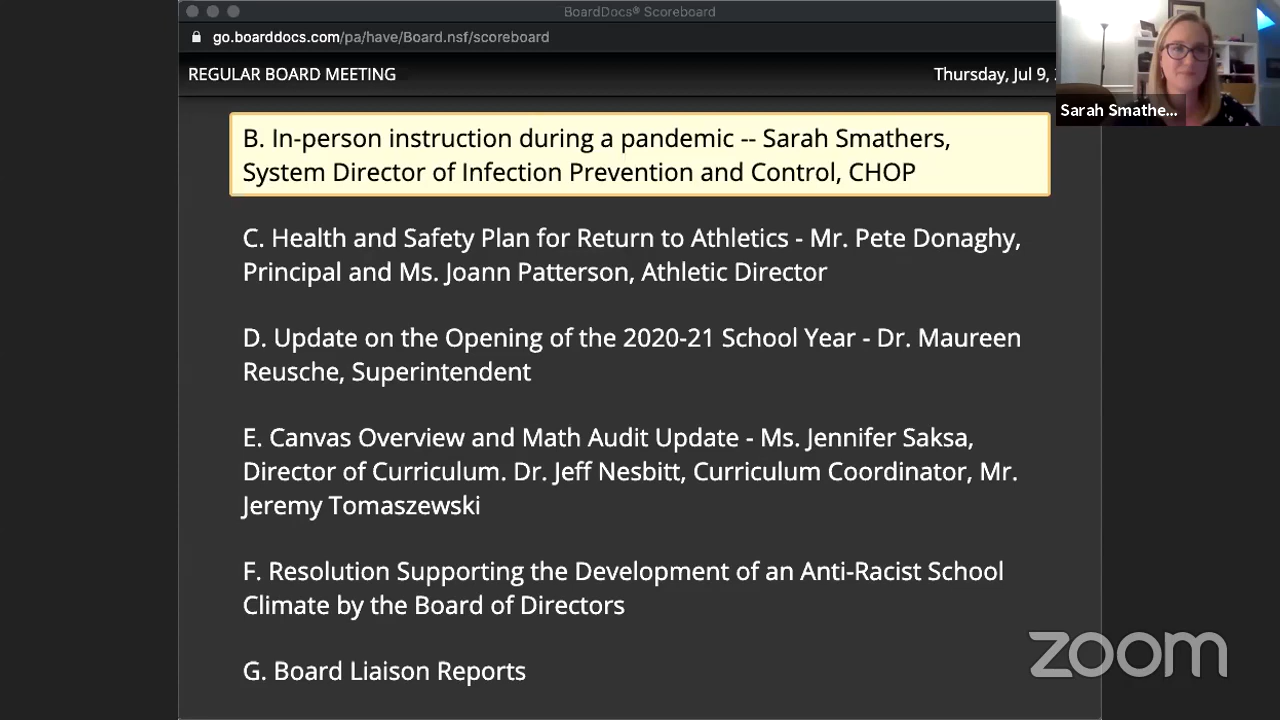 BoardDocs® Scoreboard
go.boarddocs.com/pa/have/Board.nsf/scoreboard
REGULAR BOARD MEETING
Thursday, Jul 9,
Sarah Smathe...
B. In-person instruction during a pandemic -- Sarah Smathers,
System Director of Infection Prevention and Control, CHOP
C. Health and Safety Plan for Return to Athletics - Mr. Pete Donaghy,
Principal and Ms. Joann Patterson, Athletic Director
D. Update on the Opening of the 2020-21 School Year - Dr. Maureen
Reusche, Superintendent
E. Canvas Overview and Math Audit Update - Ms. Jennifer Saksa,
Director of Curriculum. Dr. Jeff Nesbitt, Curriculum Coordinator, Mr.
Jeremy Tomaszewski
F. Resolution Supporting the Development of an Anti-Racist School
Climate by the Board of Directors
G. Board Liaison Reports
zoom